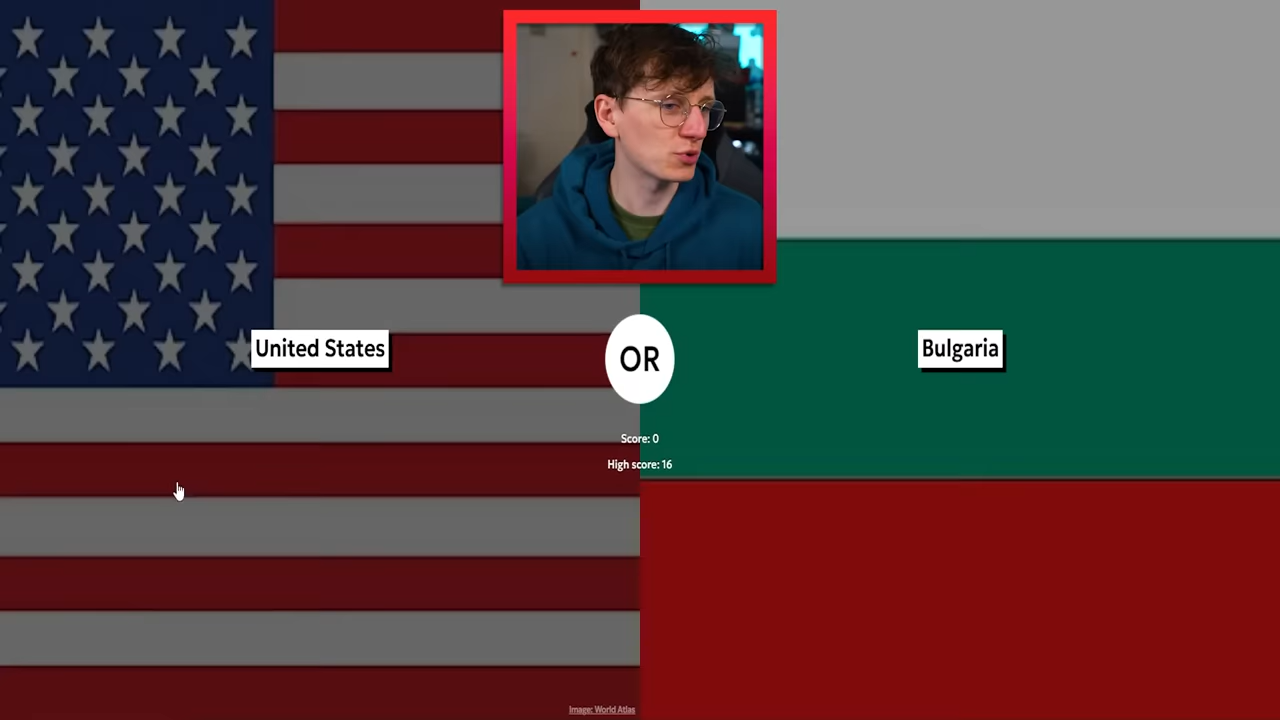 United States
OR
Bulgaria
Score: 0
High score: 16
Image: World Atlas